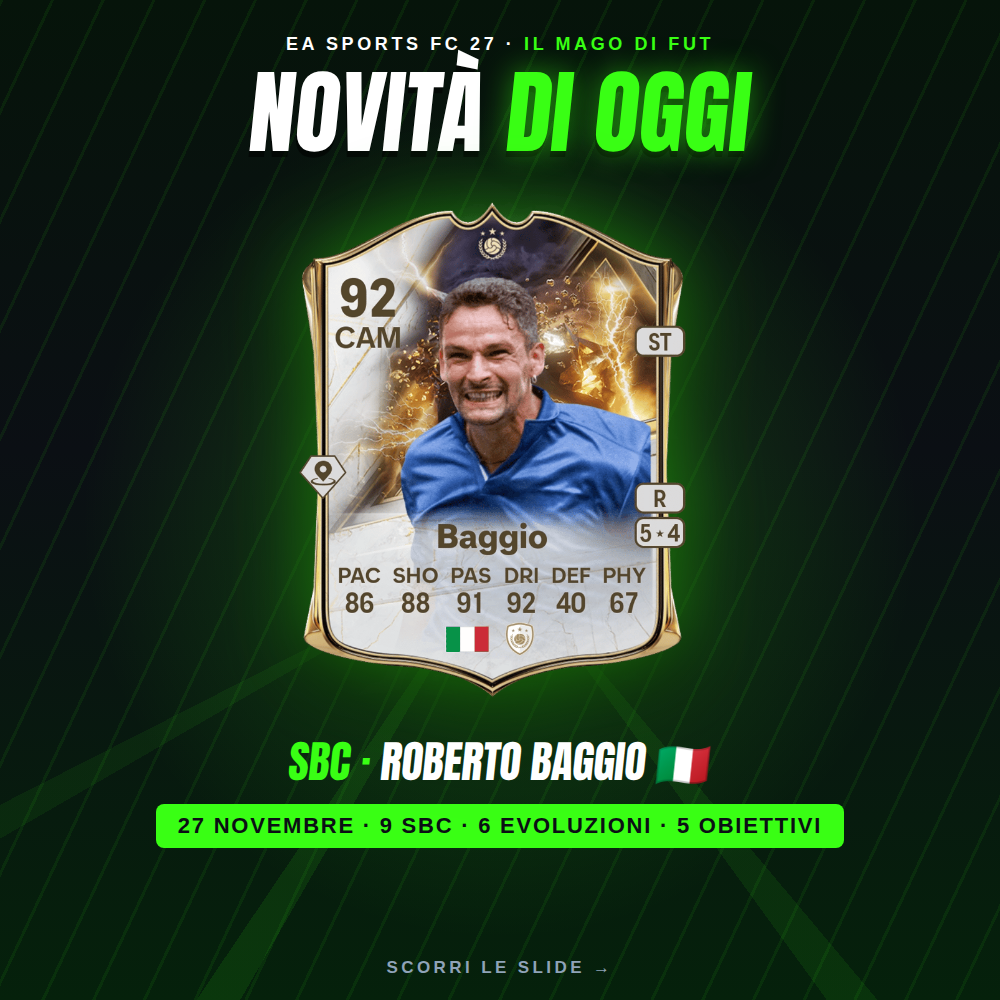 EA SPORTS FC 27 · IL MAGO DI FUT
NOVITÀ DI OGGI
92
CAM
ST
R
5★4
Baggio
PAC SHO PAS DRI DEF PHY
86 88 91 92 40 67
SBC · ROBERTO BAGGIO 🇮🇹
27 NOVEMBRE · 9 SBC · 6 EVOLUZIONI · 5 OBIETTIVI
SCORRI LE SLIDE →